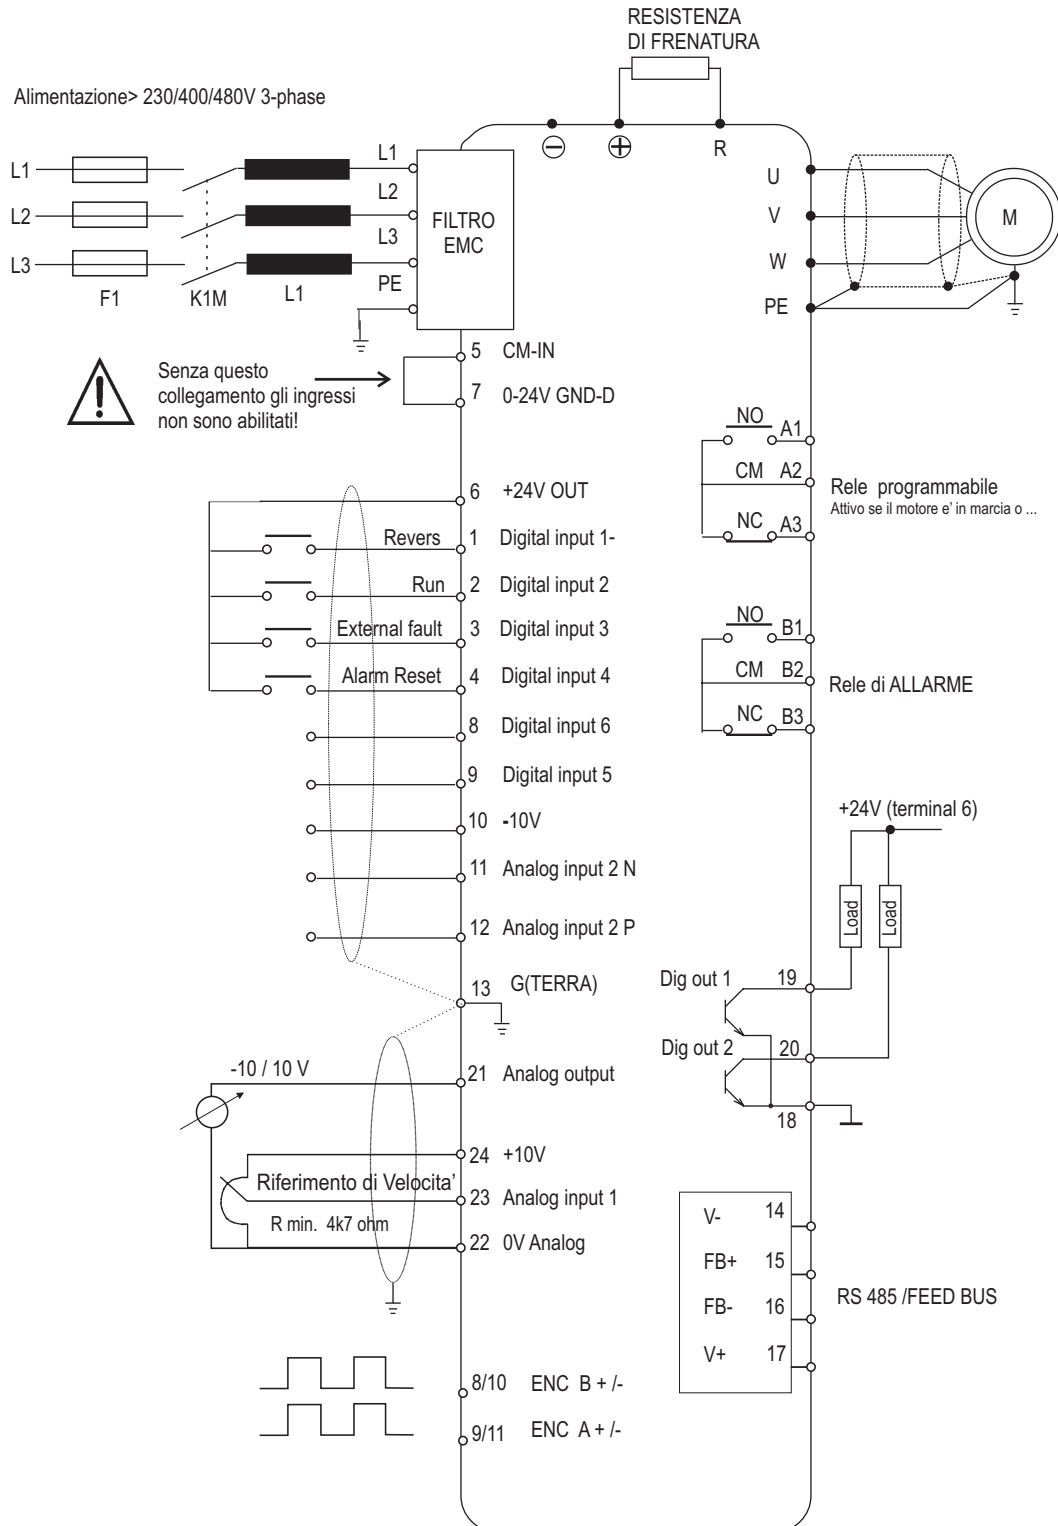 RESISTENZA
DI FRENATURA
Alimentazione> 230/400/480V 3-phase
R
L1
L2
L3
F1
K1M
L1
L1
L2
L3
PE
FILTRO
EMC
U
V
W
PE
M
Senza questo
collegamento gli ingressi
non sono abilitati!
5 CM-IN
7 0-24V GND-D
6 +24V OUT
Revers 1 Digital input 1-
Run 2 Digital input 2
External fault 3 Digital input 3
Alarm Reset 4 Digital input 4
8 Digital input 6
9 Digital input 5
10 -10V
11 Analog input 2 N
12 Analog input 2 P
13 G(TERRA)
-10 / 10 V
21 Analog output
24 +10V
Riferimento di Velocita’
23 Analog input 1
R min. 4k7 ohm
22 0V Analog
8/10 ENC B + /-
9/11 ENC A + /-
NO A1
CM A2
NC A3
Rele programmabile
Attivo se il motore e' in marcia o ...
NO B1
CM B2
NC B3
Rele di ALLARME
+24V (terminal 6)
Load
Load
Dig out 1 19
Dig out 2 20
18
V- 14
FB+ 15
FB- 16
V+ 17
RS 485 /FEED BUS